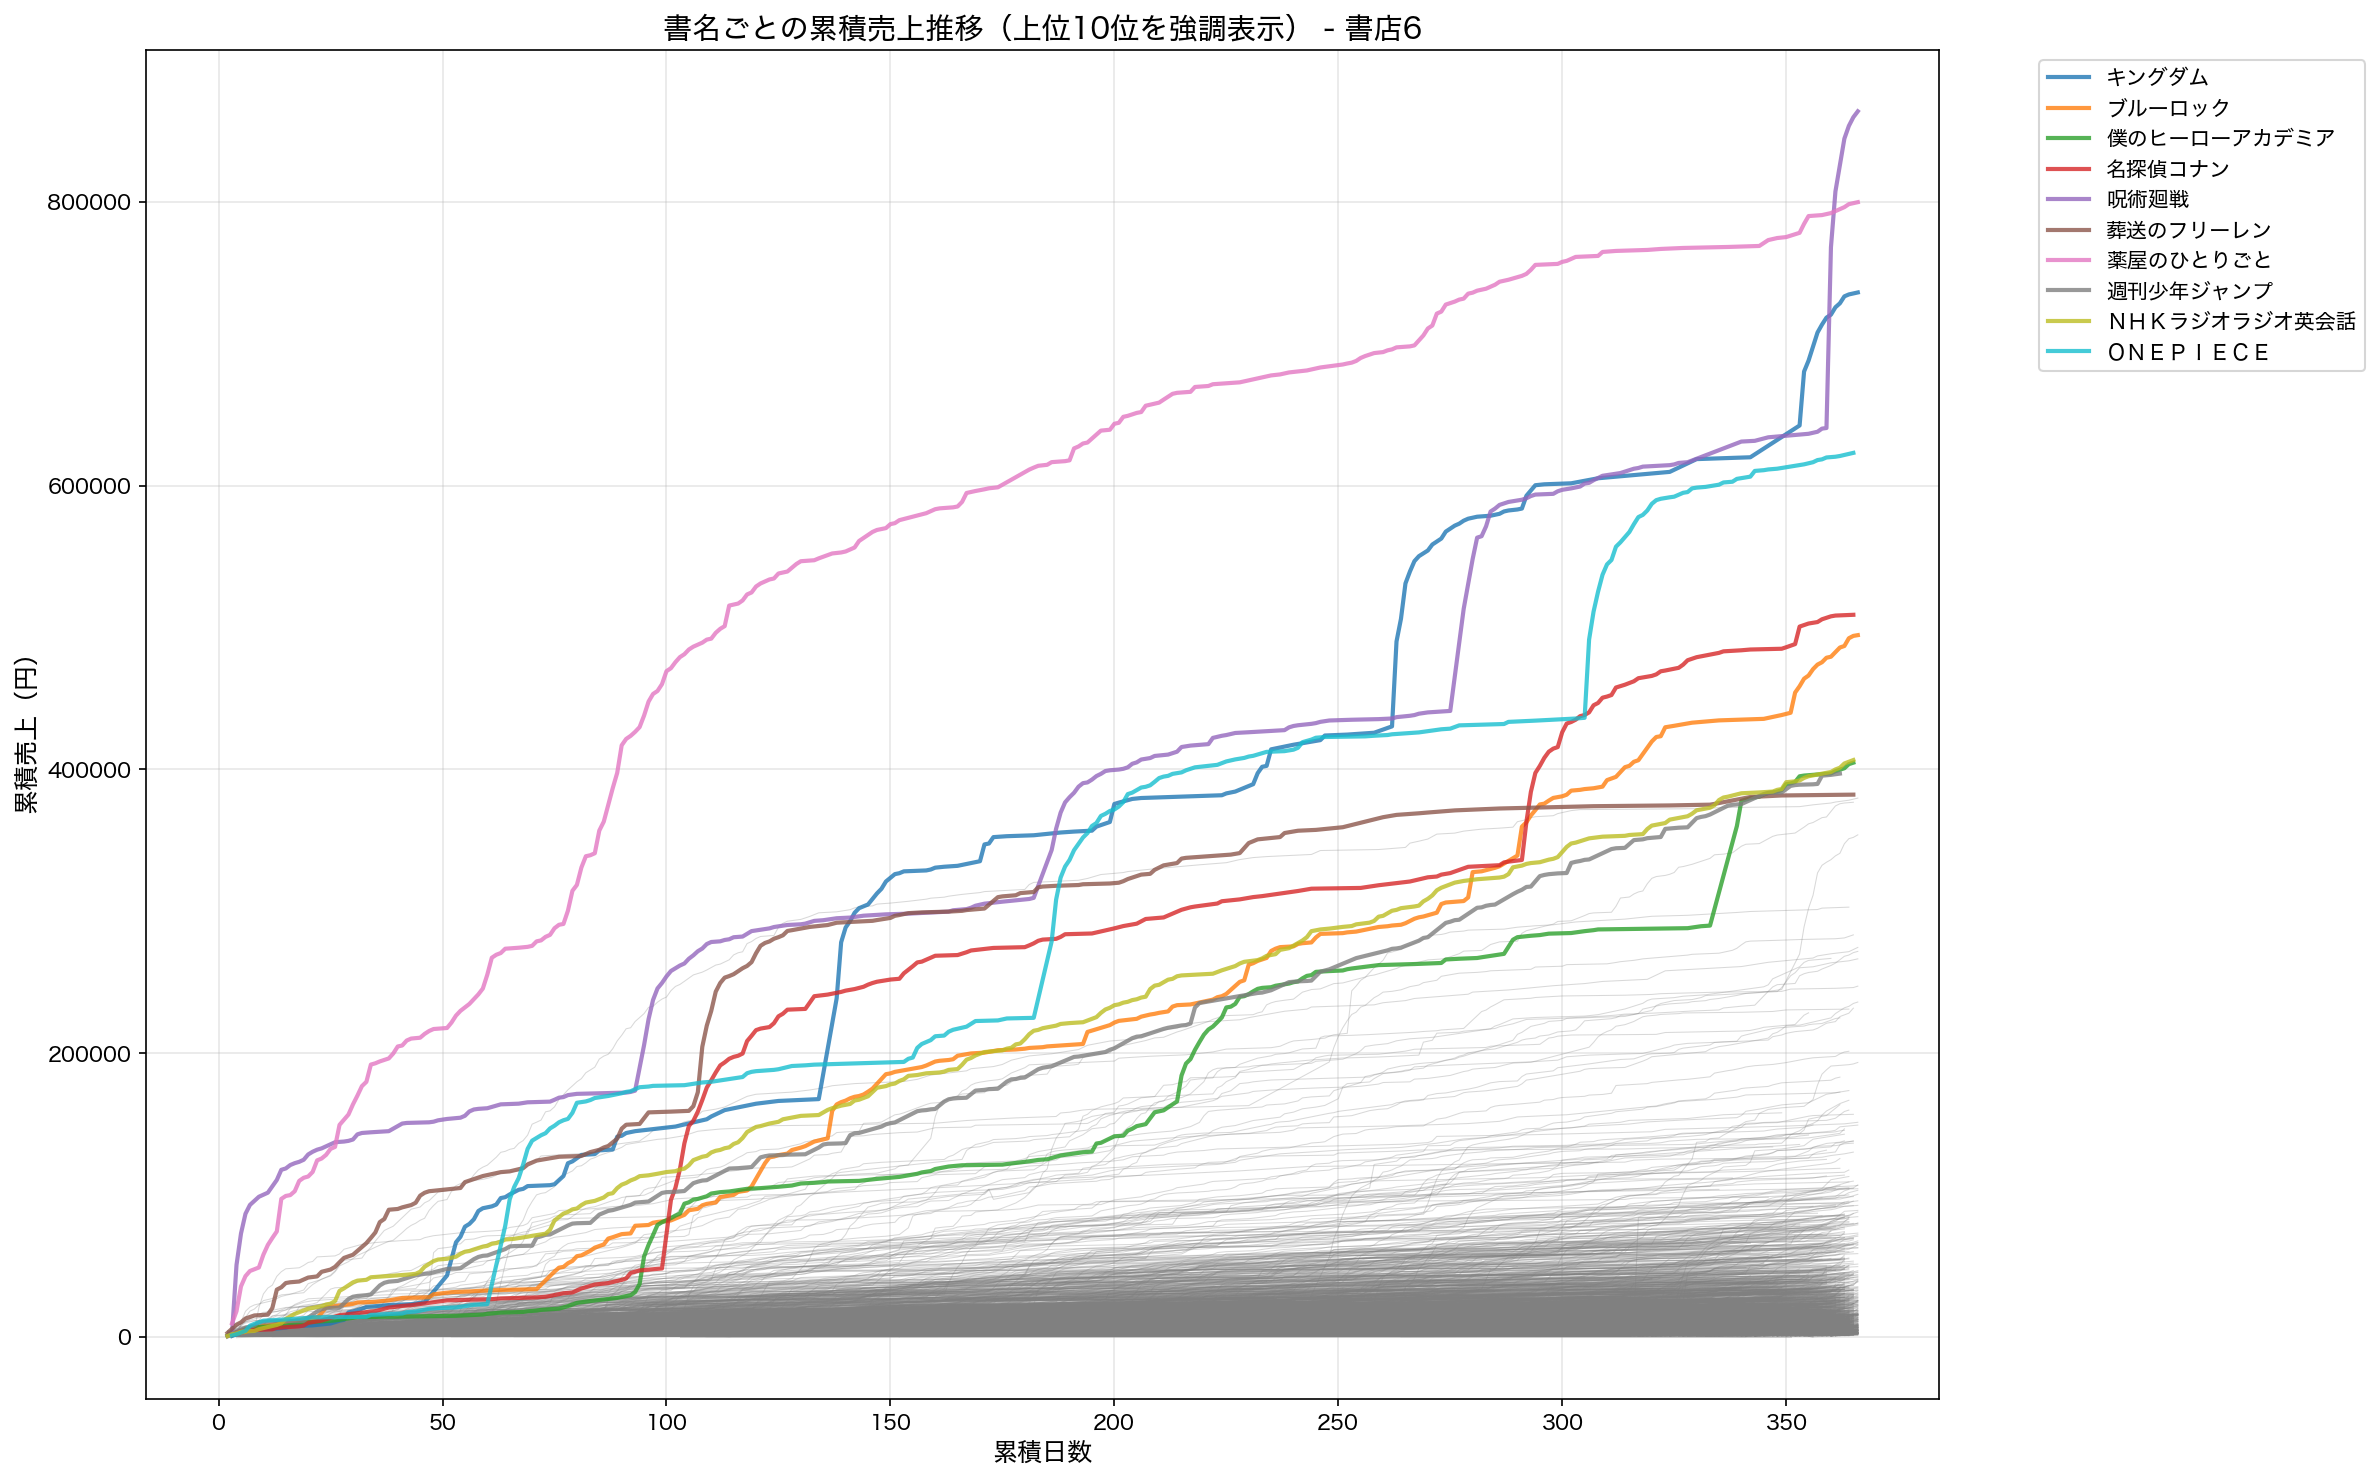 書名ごとの累積売上推移（上位10位を強調表示） - 書店6
キングダム
ブルーロック
僕のヒーローアカデミア
名探偵コナン
呪術廻戦
葬送のフリーレン
薬屋のひとりごと
週刊少年ジャンプ
ＮＨＫラジオラジオ英会話
ＯＮＥＰＩＥＣＥ
累積売上（円）
800000
600000
400000
200000
0
0 50 100 150 200 250 300 350
累積日数